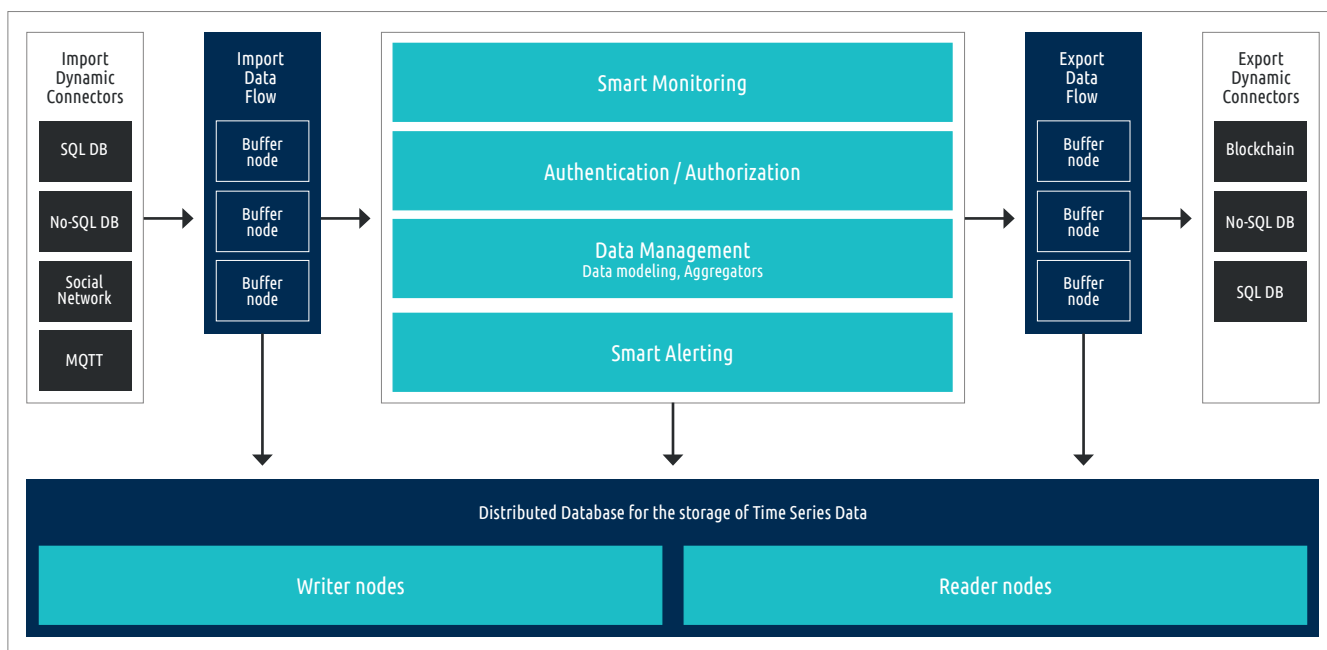 Import
Dynamic
Connectors
SQL DB
No-SQL DB
Social
Network
MQTT
Import
Data
Flow
Buffer
node
Buffer
node
Buffer
node
Smart Monitoring
Authentication / Authorization
Data Management
Data modeling, Aggregators
Smart Alerting
Export
Data
Flow
Buffer
node
Buffer
node
Buffer
node
Export
Dynamic
Connectors
Blockchain
No-SQL DB
SQL DB
Distributed Database for the storage of Time Series Data
Writer nodes
Reader nodes